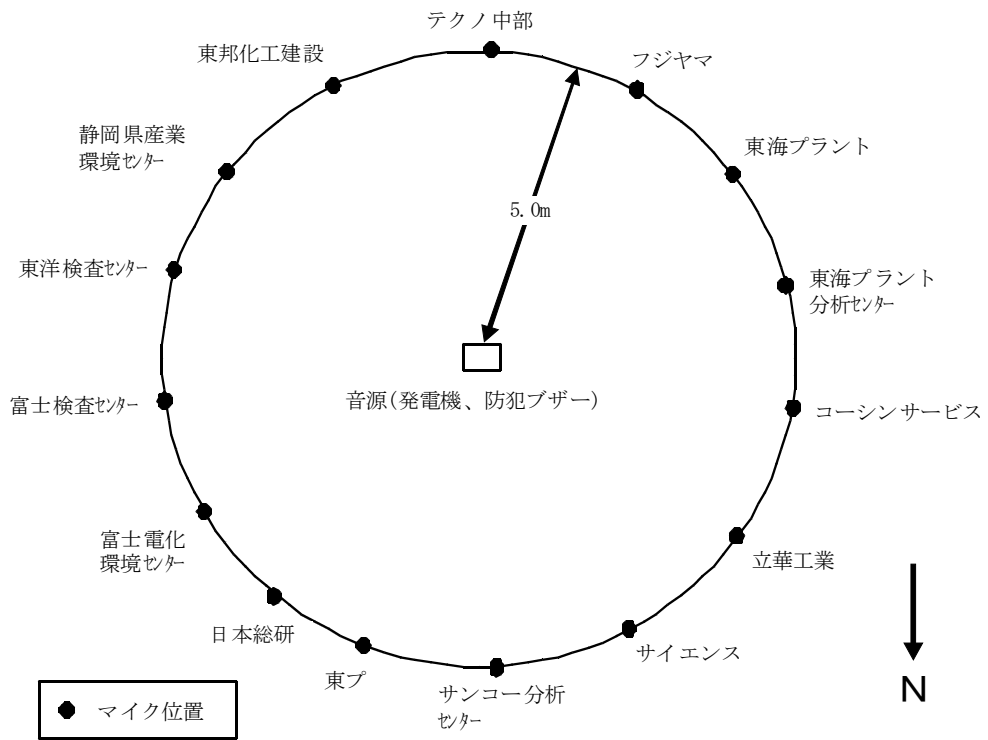 テクノ中部
東邦化工建設
フジヤマ
静岡県産業
環境ｾﾝﾀｰ
東海プラント
5.0m
東洋検査ｾﾝﾀｰ
東海プラント
分析ｾﾝﾀｰ
音源(発電機、防犯ブザー)
富士検査ｾﾝﾀｰ
コーシンサービス
富士電化
環境ｾﾝﾀｰ
立華工業
日本総研
サイエンス
東プ
サンコー分析
ｾﾝﾀｰ
N
マイク位置